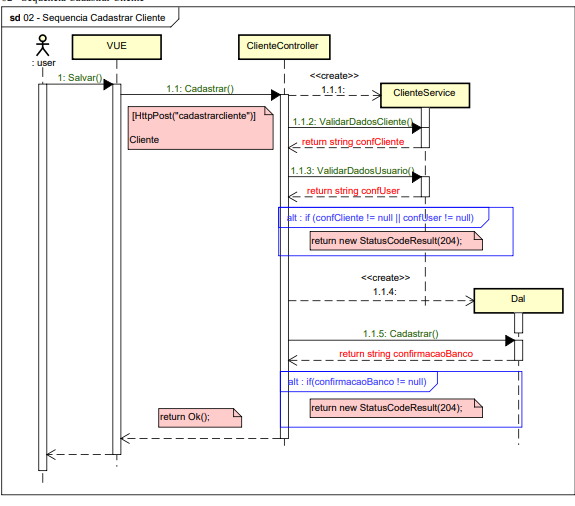 sd 02 - Sequencia Cadastrar Cliente
: user
VUE
ClienteController
1: Salvar()
1.1: Cadastrar()
<<create>>
1.1.1:
ClienteService
[HttpPost("cadastrarcliente")]
Cliente
1.1.2: ValidarDadosCliente()
return string confCliente
1.1.3: ValidarDadosUsuario()
return string confUser
alt : if (confCliente != null || confUser != null)
return new StatusCodeResult(204);
<<create>>
1.1.4:
Dal
1.1.5: Cadastrar()
return string confirmacaoBanco
alt : if(confirmacaoBanco != null)
return new StatusCodeResult(204);
return Ok();